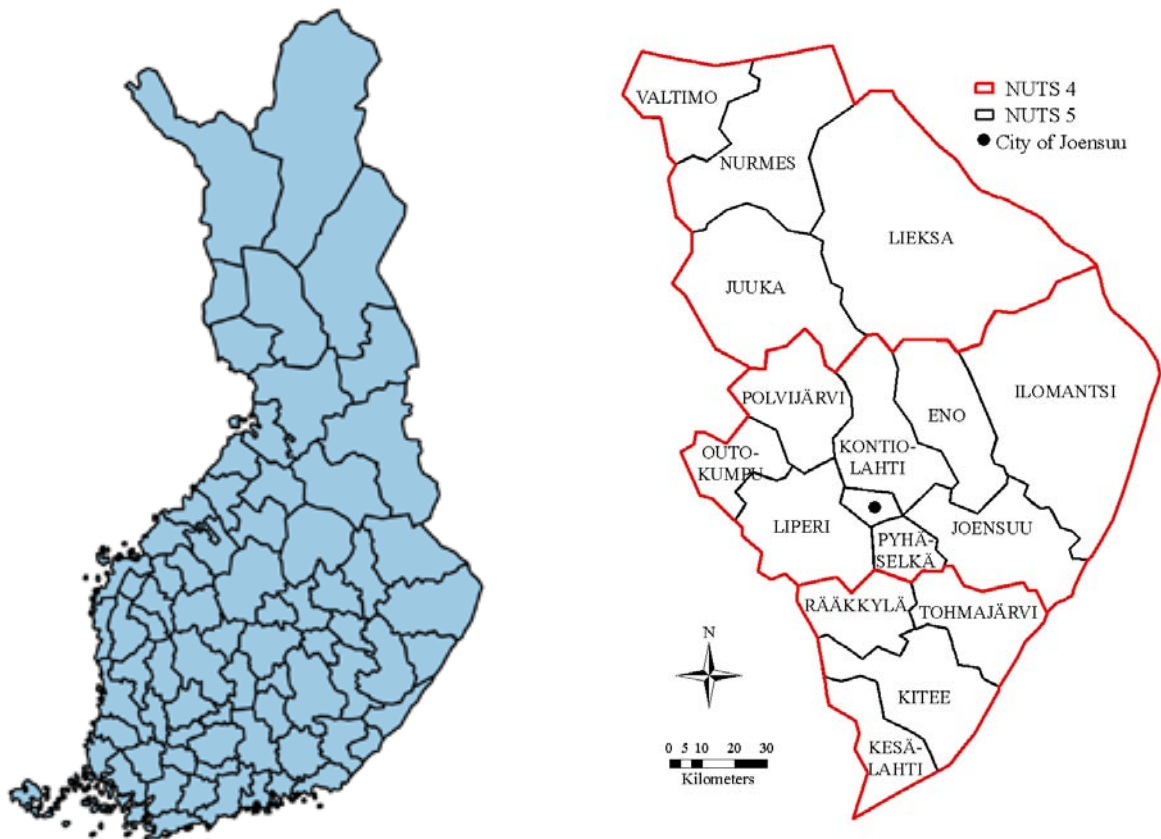 VALTIMO
NURMES
NUTS 4
NUTS 5
City of Joensuu
LIEKSA
JUUKA
POLVIJÄRVI
ENO
ILOMANTSI
OUTO-
KUMPU
KONTIO-
LAHTI
LIPERI
JOENSUU
PYHÄ-
SELKÄ
RÄÄKKYLÄ
TOHMAJÄRVI
N
KITEE
KESÄ-
LAHTI
0 5 10 20 30
Kilometers